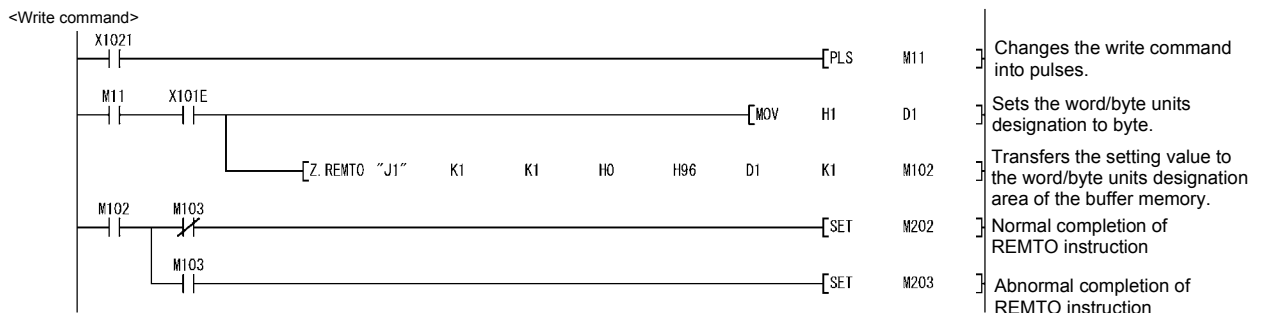 <Write command>
X1021
[PLS M11 ]
Changes the write command
into pulses.
M11 X101E
[MOV H1 D1 ]
Sets the word/byte units
designation to byte.
[Z.REMTO "J1" K1 K1 H0 H96 D1 K1 M102 ]
Transfers the setting value to
the word/byte units designation
area of the buffer memory.
M102 M103
[SET M202 ]
Normal completion of
REMTO instruction
M103
[SET M203 ]
Abnormal completion of
REMTO instruction